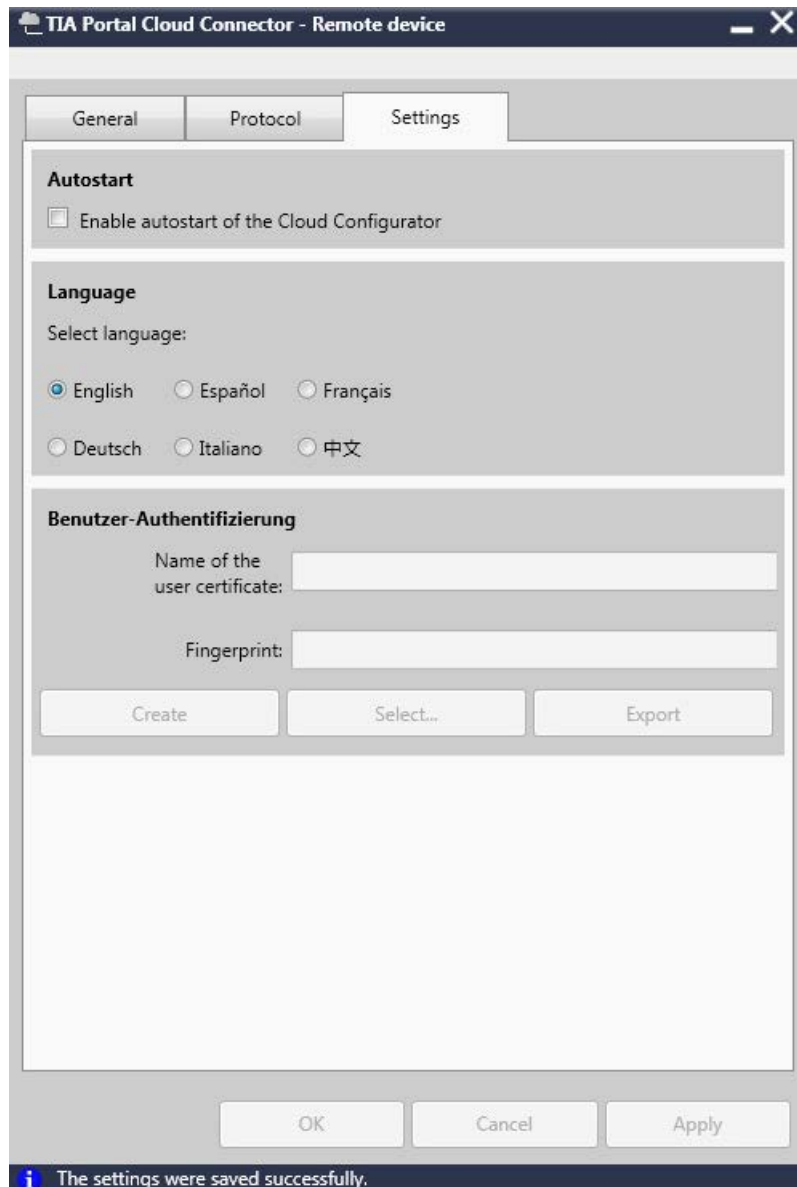 TIA Portal Cloud Connector - Remote device
General Protocol Settings
Autostart
Enable autostart of the Cloud Configurator
Language
Select language:
English Español Français
Deutsch Italiano 中文
Benutzer-Authentifizierung
Name of the
user certificate:
Fingerprint:
Create Select... Export
OK Cancel Apply
The settings were saved successfully.